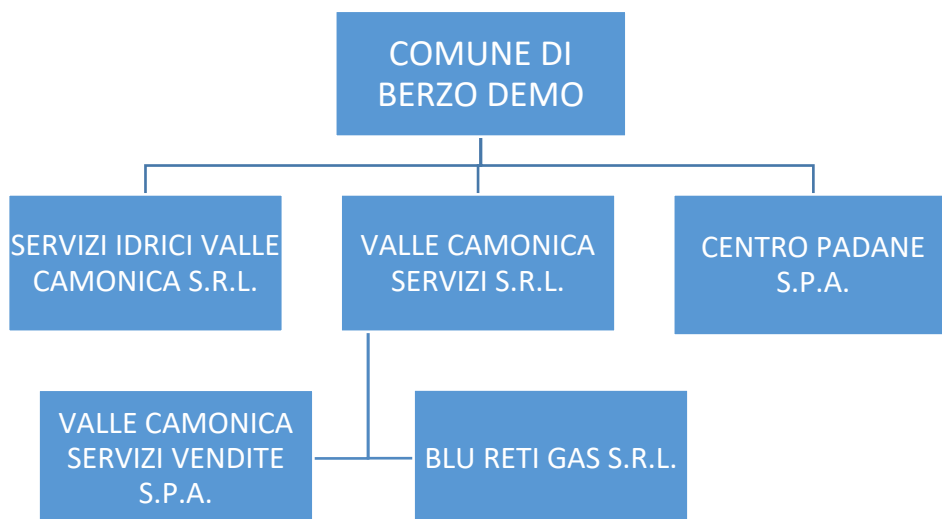 COMUNE DI
BERZO DEMO
SERVIZI IDRICI VALLE
CAMONICA S.R.L.
VALLE CAMONICA
SERVIZI S.R.L.
CENTRO PADANE
S.P.A.
VALLE CAMONICA
SERVIZI VENDITE
S.P.A.
BLU RETI GAS S.R.L.